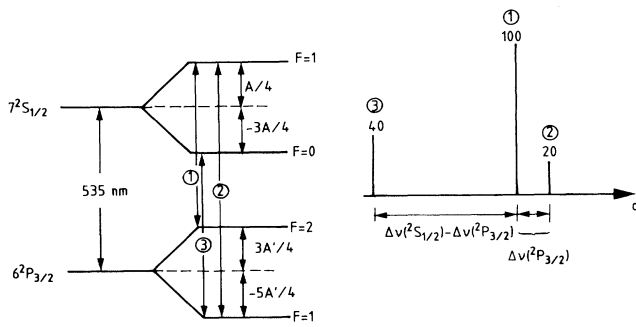 F=1
A/4
7²S₁/₂
-3A/4
F=0
535 nm
①
②
③
F=2
3A'/4
6²P₃/₂
-5A'/4
F=1
①
100
③
40
②
20
Δν(²S₁/₂)-Δν(²P₃/₂)
Δν(²P₃/₂)